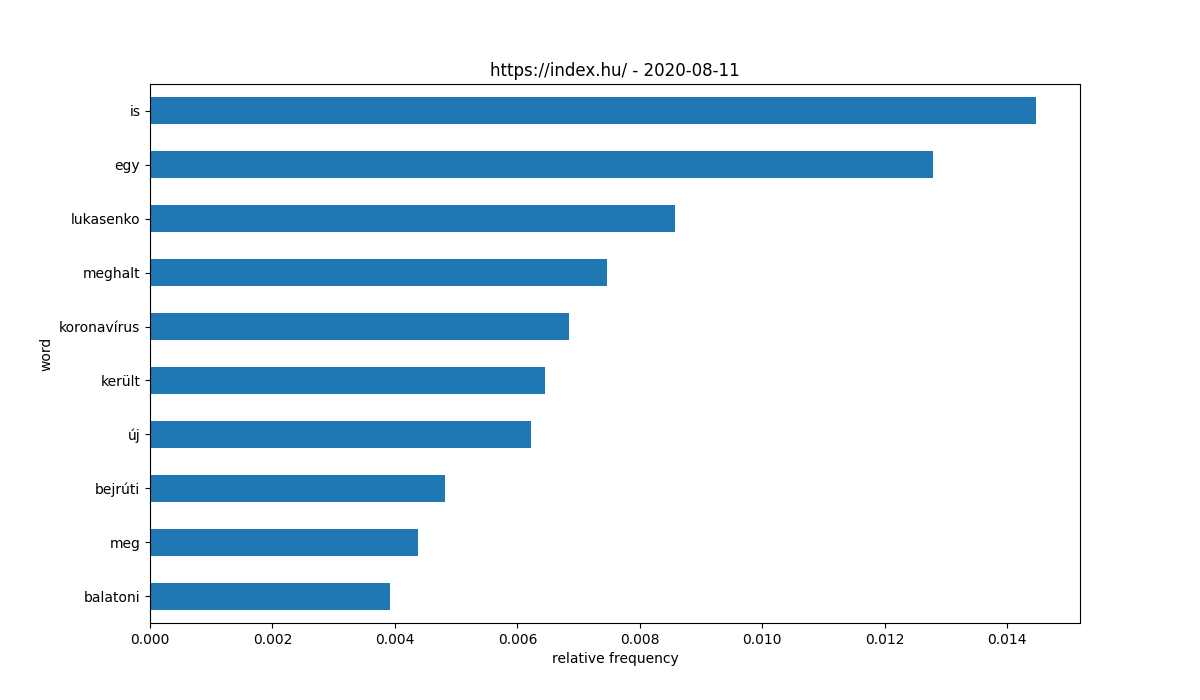 https://index.hu/ - 2020-08-11
is
egy
lukasenko
meghalt
koronavírus
került
új
bejrúti
meg
balatoni
word
0.000 0.002 0.004 0.006 0.008 0.010 0.012 0.014
relative frequency